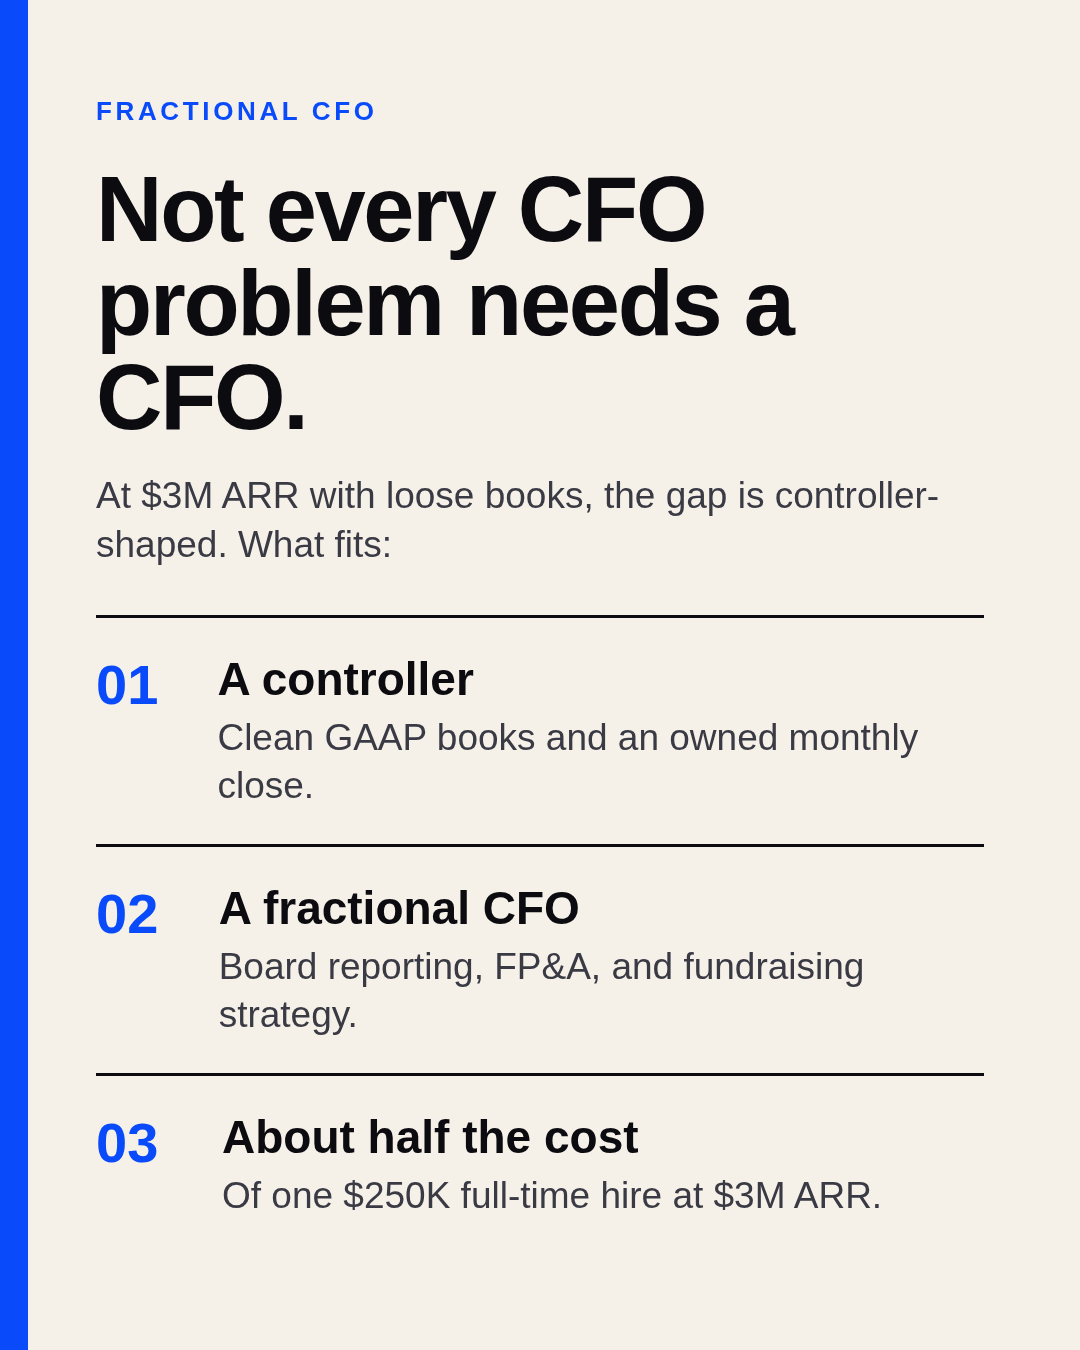 FRACTIONAL CFO
Not every CFO
problem needs a
CFO.
At $3M ARR with loose books, the gap is controller-
shaped. What fits:
01 A controller
Clean GAAP books and an owned monthly
close.
02 A fractional CFO
Board reporting, FP&A, and fundraising
strategy.
03 About half the cost
Of one $250K full-time hire at $3M ARR.